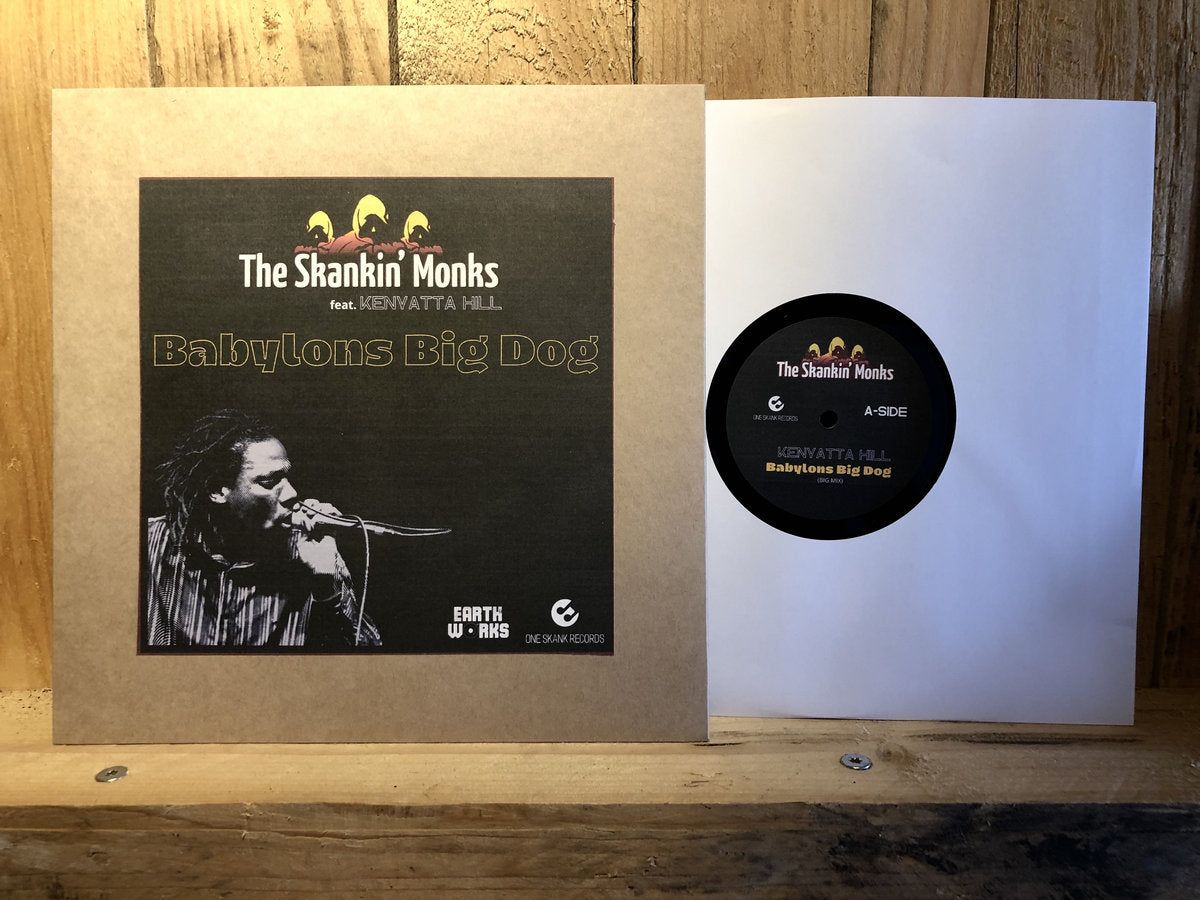 The Skankin' Monks
feat. KENYATTA HILL
Babylons Big Dog
EARTH
W•RKS
ONE SKANK RECORDS
The Skankin' Monks
ONE SKANK RECORDS
A-SIDE
KENYATTA HILL
Babylons Big Dog
(BIG MIX)